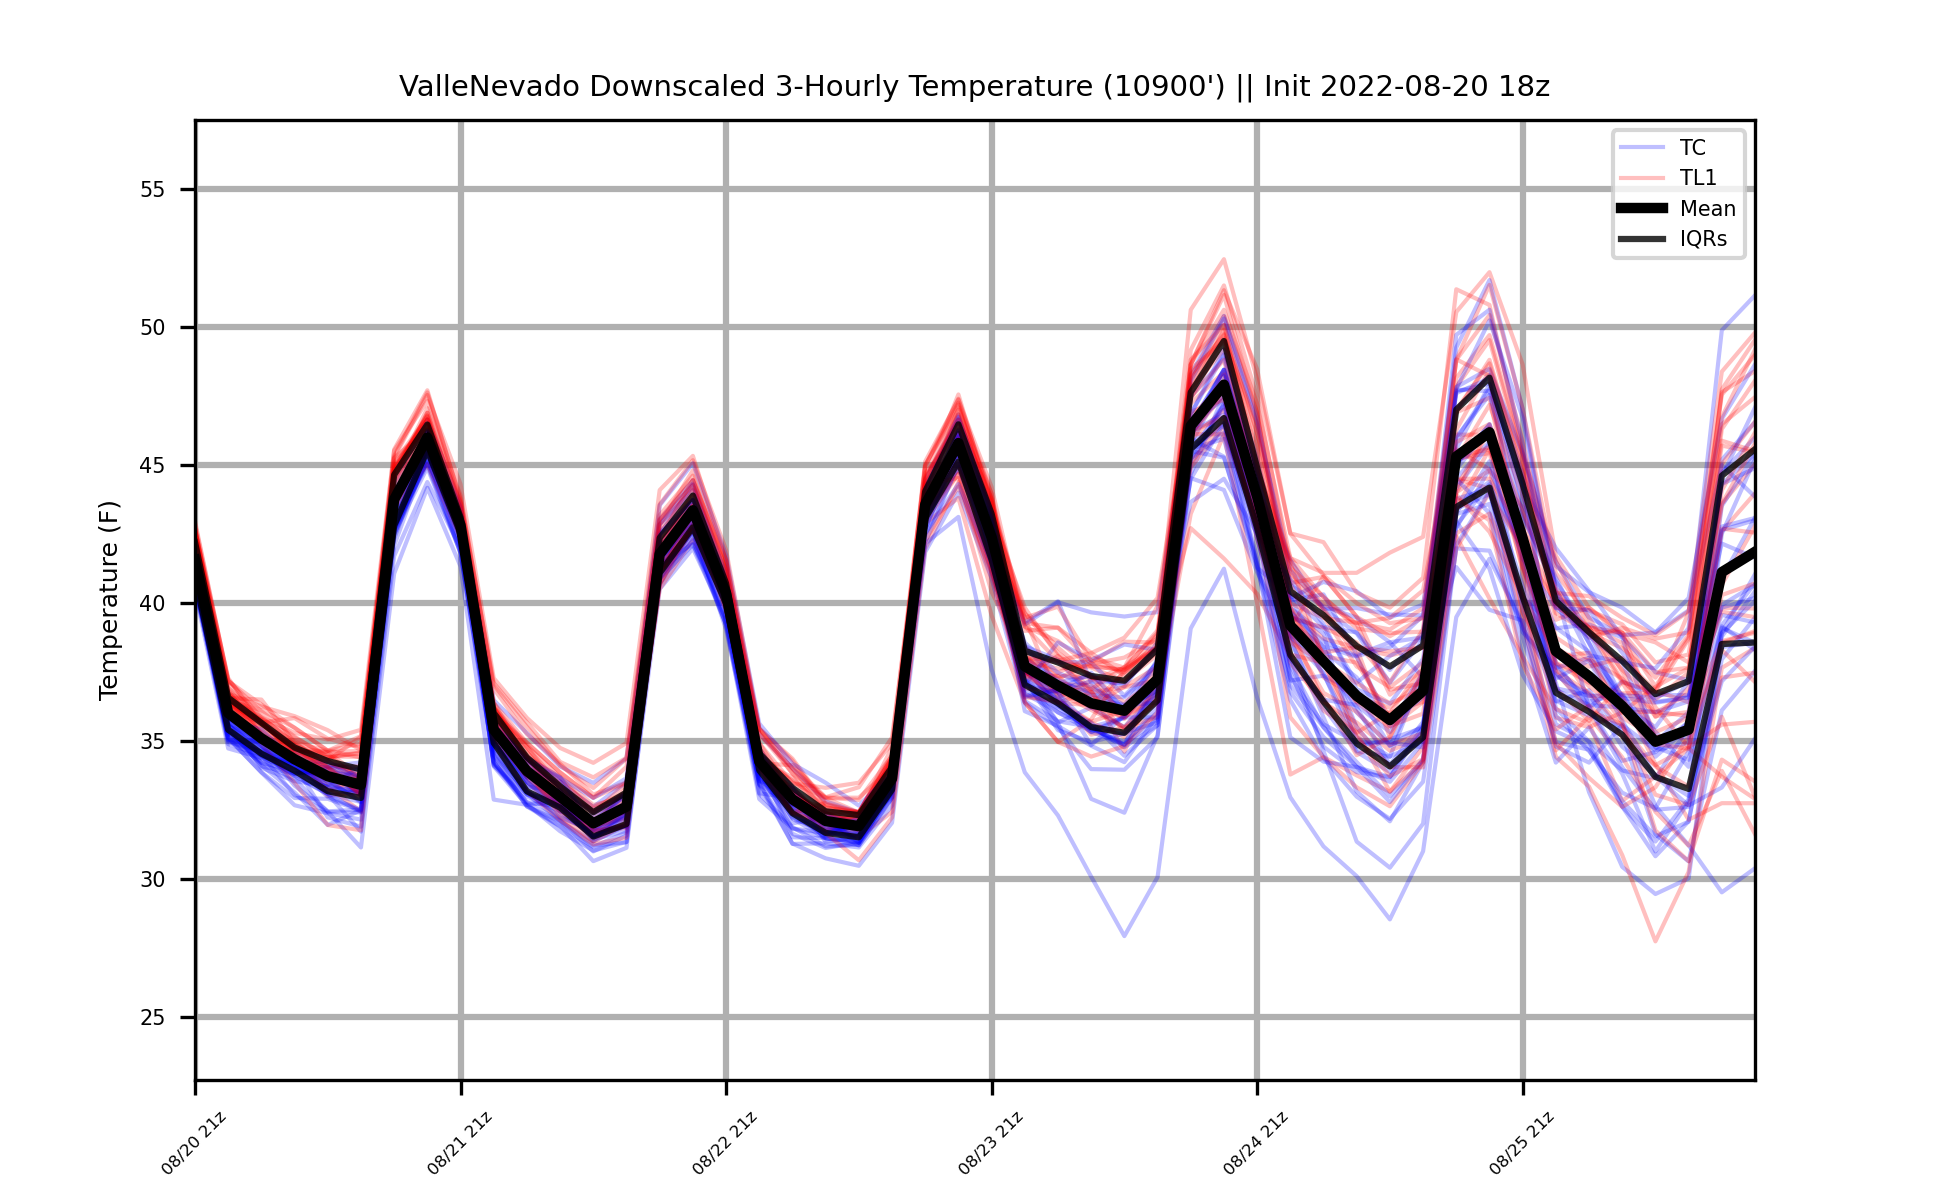 ValleNevado Downscaled 3-Hourly Temperature (10900') || Init 2022-08-20 18z
TC
TL1
Mean
IQRs
Temperature (F)
55
50
45
40
35
30
25
08/20 21z
08/21 21z
08/22 21z
08/23 21z
08/24 21z
08/25 21z